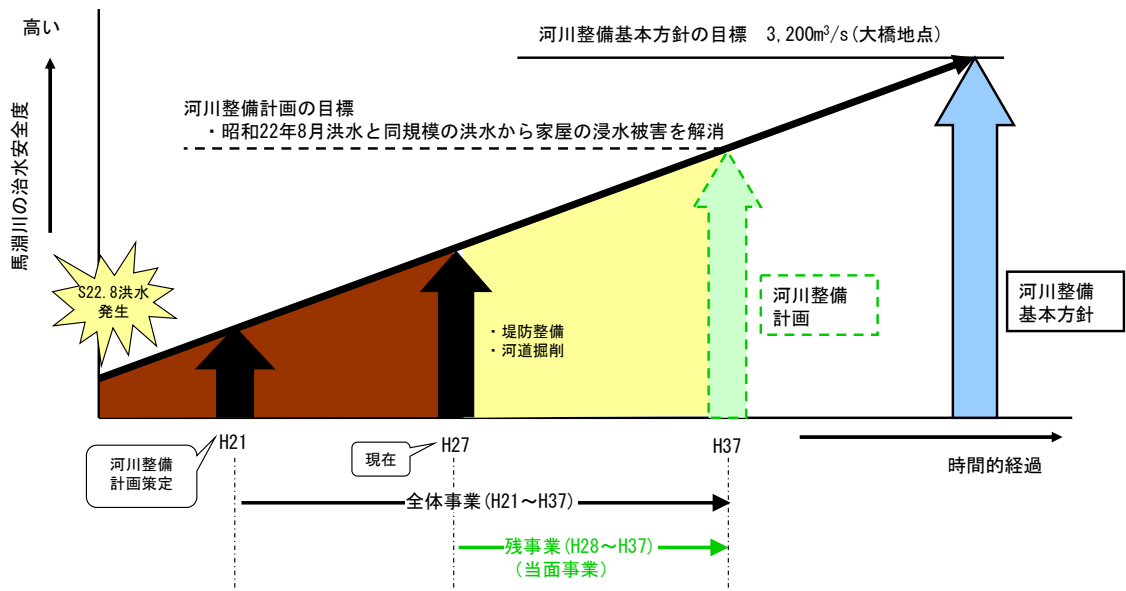 高い
河川整備基本方針の目標　3,200m³/s(大橋地点)
河川整備計画の目標
・昭和22年8月洪水と同規模の洪水から家屋の浸水被害を解消
馬淵川の治水安全度
S22.8洪水
発生
・堤防整備
・河道掘削
河川整備
計画
河川整備
基本方針
H21
H27
H37
河川整備
計画策定
現在
時間的経過
全体事業(H21～H37)
残事業(H28～H37)
（当面事業）